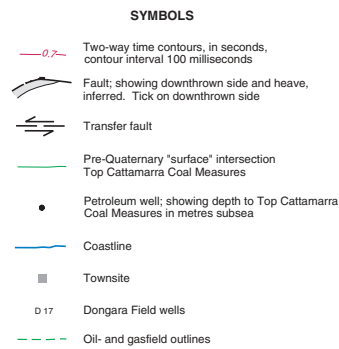 SYMBOLS
0.7
Two-way time contours, in seconds,
contour interval 100 milliseconds
Fault; showing downthrown side and heave,
inferred. Tick on downthrown side
Transfer fault
Pre-Quaternary "surface" intersection
Top Cattamarra Coal Measures
Petroleum well; showing depth to Top Cattamarra
Coal Measures in metres subsea
Coastline
Townsite
D 17 Dongara Field wells
Oil- and gasfield outlines